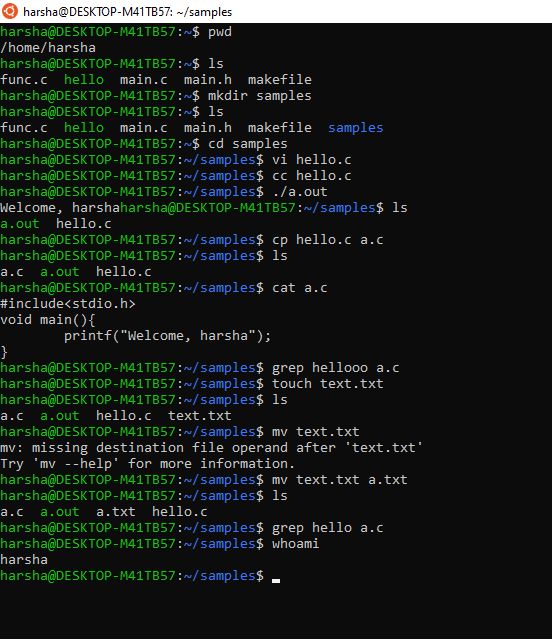 harsha@DESKTOP-M41TB57: ~/samples
harsha@DESKTOP-M41TB57:~$ pwd
/home/harsha
harsha@DESKTOP-M41TB57:~$ ls
func.c  hello  main.c  main.h  makefile
harsha@DESKTOP-M41TB57:~$ mkdir samples
harsha@DESKTOP-M41TB57:~$ ls
func.c  hello  main.c  main.h  makefile  samples
harsha@DESKTOP-M41TB57:~$ cd samples
harsha@DESKTOP-M41TB57:~/samples$ vi hello.c
harsha@DESKTOP-M41TB57:~/samples$ cc hello.c
harsha@DESKTOP-M41TB57:~/samples$ ./a.out
Welcome, harshaharsha@DESKTOP-M41TB57:~/samples$ ls
a.out  hello.c
harsha@DESKTOP-M41TB57:~/samples$ cp hello.c a.c
harsha@DESKTOP-M41TB57:~/samples$ ls
a.c  a.out  hello.c
harsha@DESKTOP-M41TB57:~/samples$ cat a.c
#include<stdio.h>
void main(){
        printf("Welcome, harsha");
}
harsha@DESKTOP-M41TB57:~/samples$ grep hellooo a.c
harsha@DESKTOP-M41TB57:~/samples$ touch text.txt
harsha@DESKTOP-M41TB57:~/samples$ ls
a.c  a.out  hello.c  text.txt
harsha@DESKTOP-M41TB57:~/samples$ mv text.txt
mv: missing destination file operand after 'text.txt'
Try 'mv --help' for more information.
harsha@DESKTOP-M41TB57:~/samples$ mv text.txt a.txt
harsha@DESKTOP-M41TB57:~/samples$ ls
a.c  a.out  a.txt  hello.c
harsha@DESKTOP-M41TB57:~/samples$ grep hello a.c
harsha@DESKTOP-M41TB57:~/samples$ whoami
harsha
harsha@DESKTOP-M41TB57:~/samples$